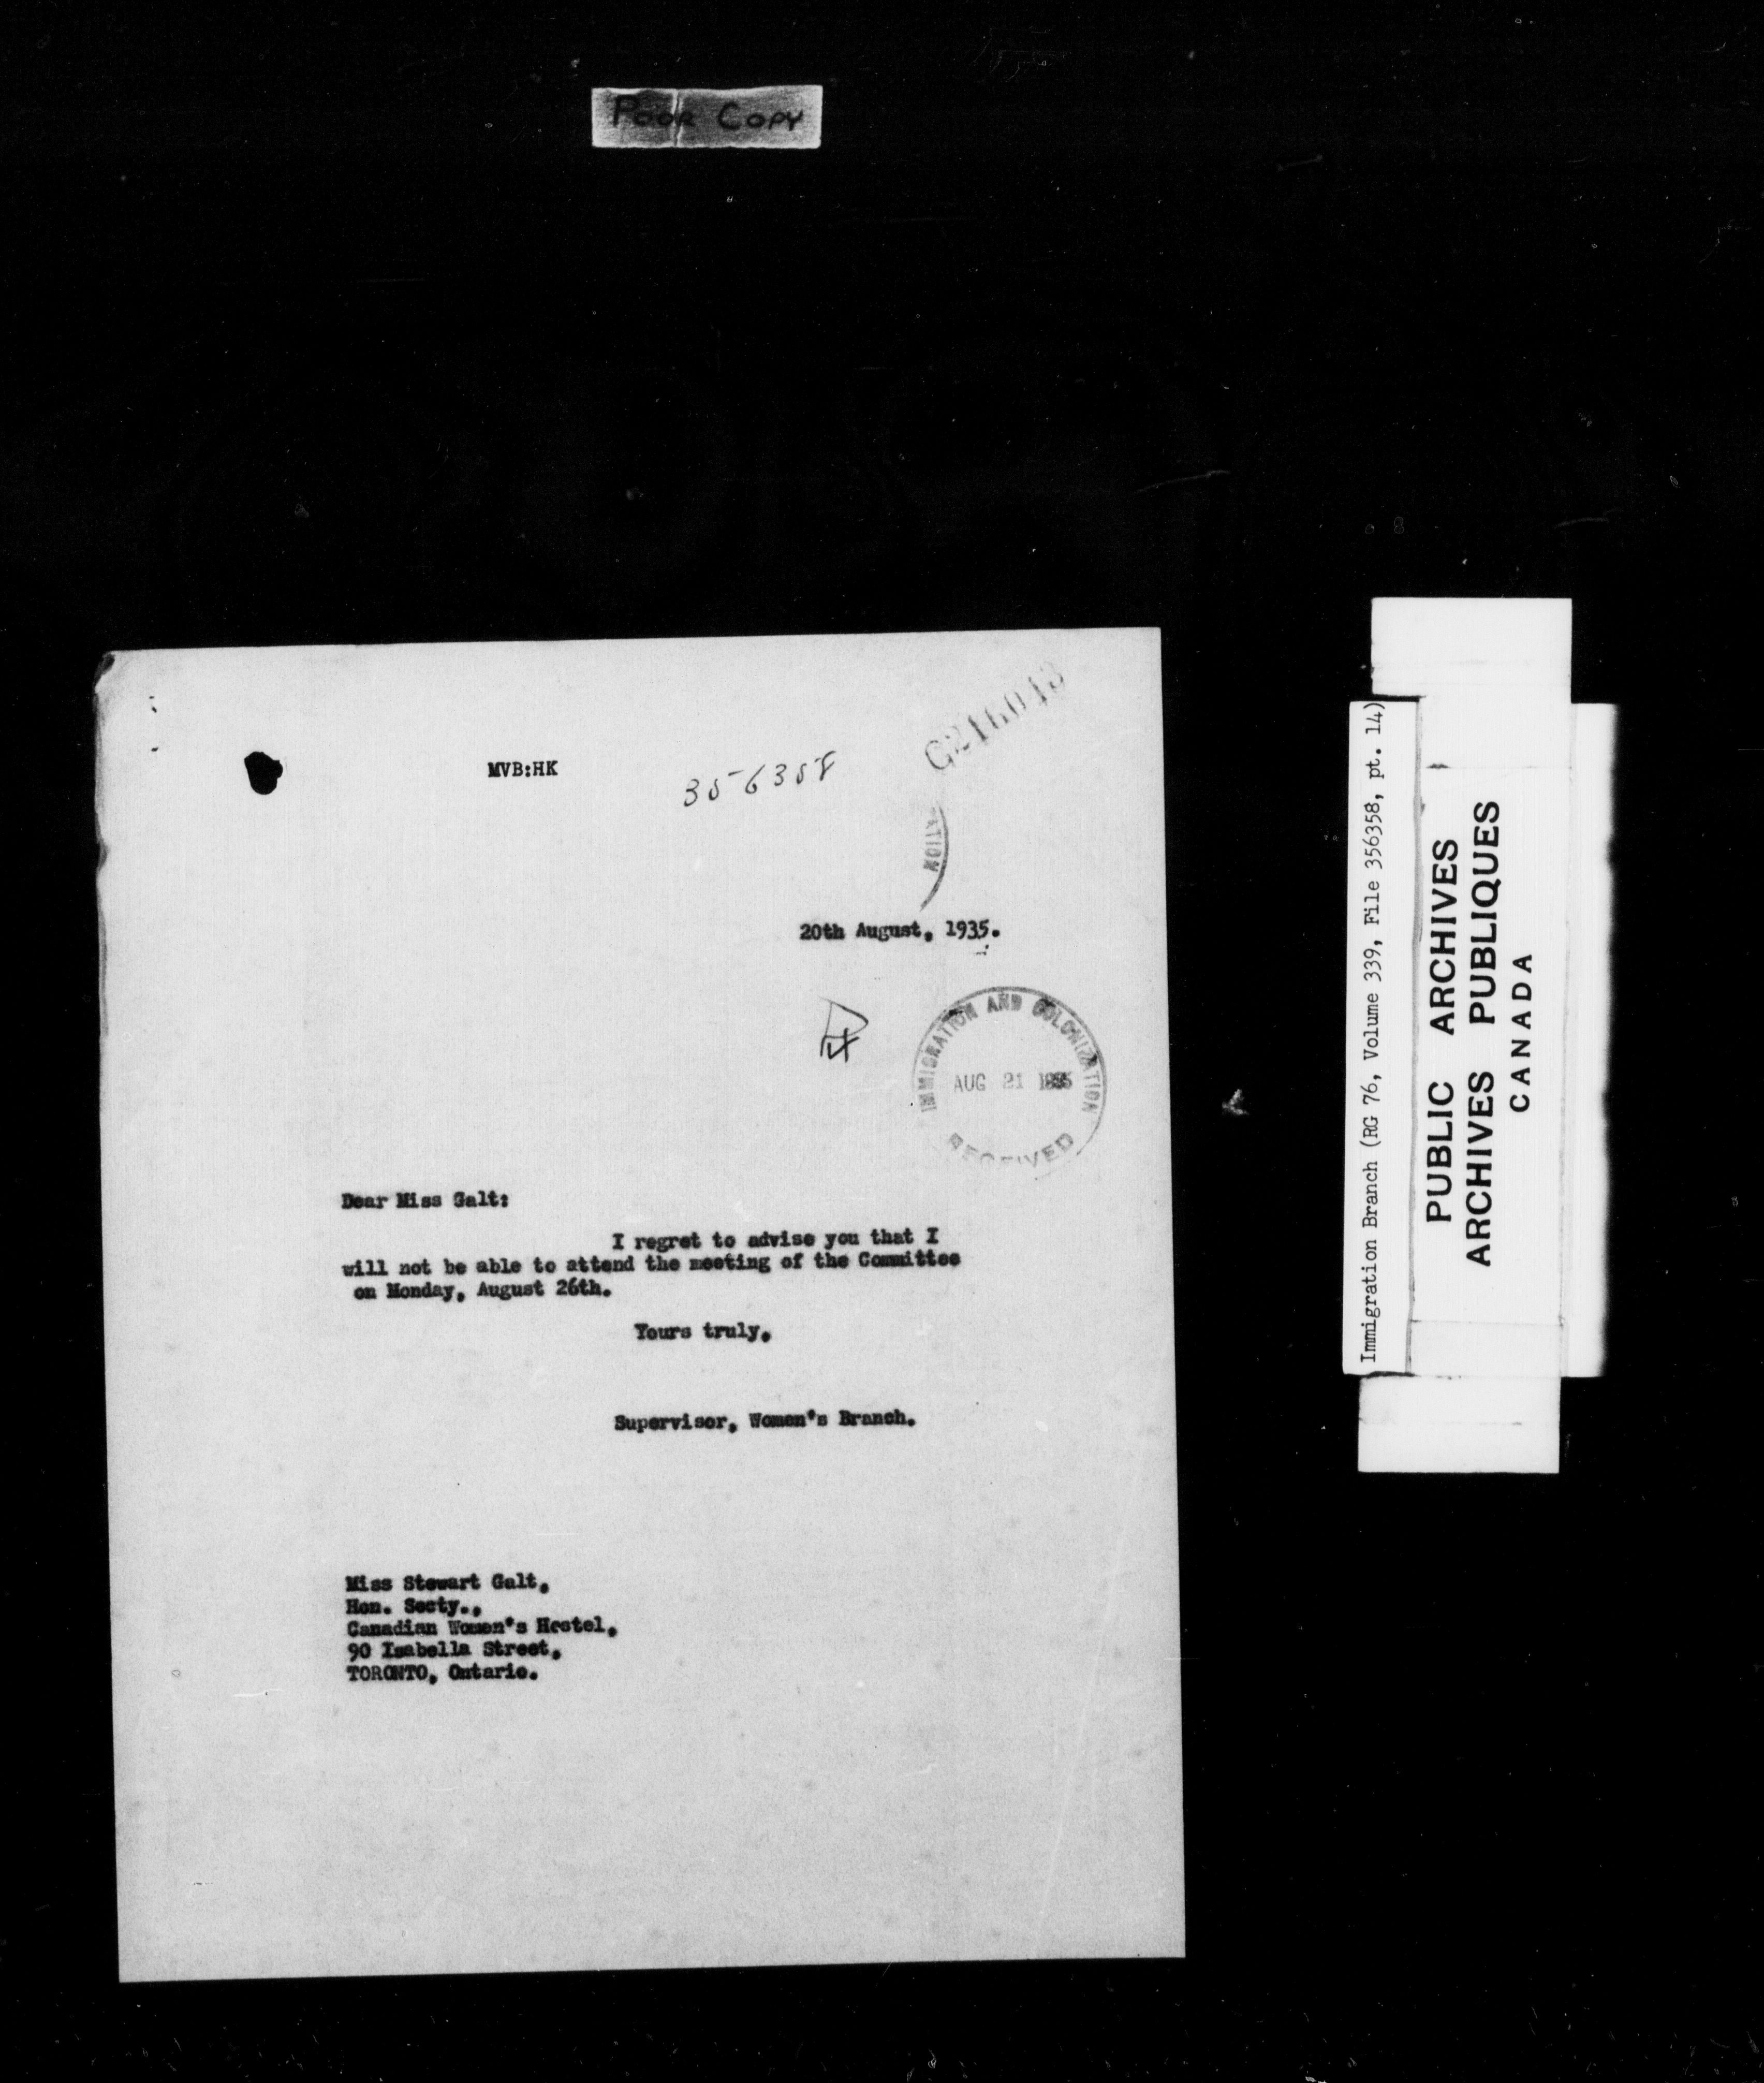 POOR COPY
MVB:HK
356358
C216043
ATION
20th August, 1935.
IMMIGRATION AND COLONIZATION
AUG 21 1935
RECEIVED
Dear Miss Galt:
I regret to advise you that I
will not be able to attend the meeting of the Committee
on Monday, August 26th.
Yours truly,
Supervisor, Women's Branch.
Miss Stewart Galt,
Hon. Secty.,
Canadian Women's Hostel,
90 Isabella Street,
TORONTO, Ontario.
Immigration Branch (RG 76, Volume 339, File 356358, pt. 14)
PUBLIC ARCHIVES
ARCHIVES PUBLIQUES
CANADA